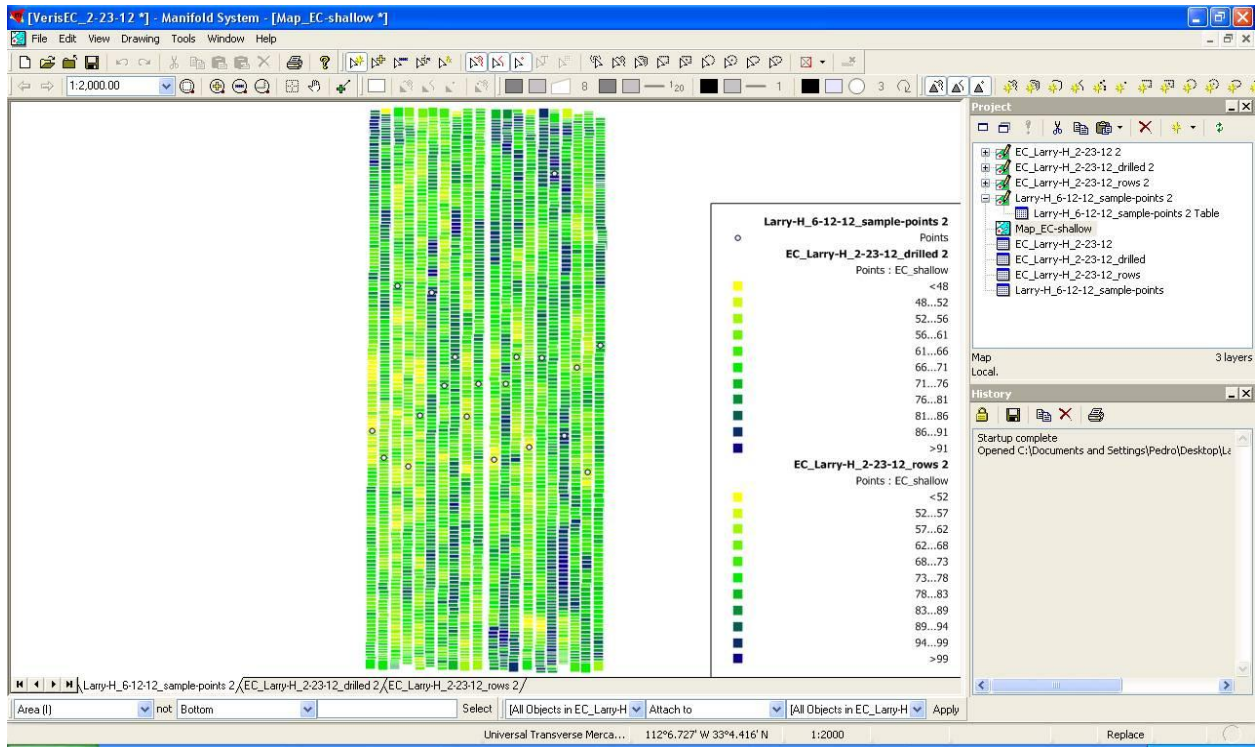 [VerisEC_2-23-12 *] - Manifold System - [Map_EC-shallow *]
File Edit View Drawing Tools Window Help
1:2,000.00
8
1 20
1
3
Larry-H_6-12-12_sample-points 2
Points
EC_Larry-H_2-23-12_drilled 2
Points : EC_shallow
<48
48...52
52...56
56...61
61...66
66...71
71...76
76...81
81...86
86...91
>91
EC_Larry-H_2-23-12_rows 2
Points : EC_shallow
<52
52...57
57...62
62...68
68...73
73...78
78...83
83...89
89...94
94...99
>99
Project
EC_Larry-H_2-23-12 2
EC_Larry-H_2-23-12_drilled 2
EC_Larry-H_2-23-12_rows 2
Larry-H_6-12-12_sample-points 2
Larry-H_6-12-12_sample-points 2 Table
Map_EC-shallow
EC_Larry-H_2-23-12
EC_Larry-H_2-23-12_drilled
EC_Larry-H_2-23-12_rows
Larry-H_6-12-12_sample-points
Map 3 layers
Local.
History
Startup complete
Opened C:\Documents and Settings\Pedro\Desktop\La
Larry-H_6-12-12_sample-points 2 EC_Larry-H_2-23-12_drilled 2 EC_Larry-H_2-23-12_rows 2
Area (I) not Bottom Select [All Objects in EC_Larry-H Attach to [All Objects in EC_Larry-H Apply
Universal Transverse Merca... 112°6.727' W 33°4.416' N 1:2000 Replace